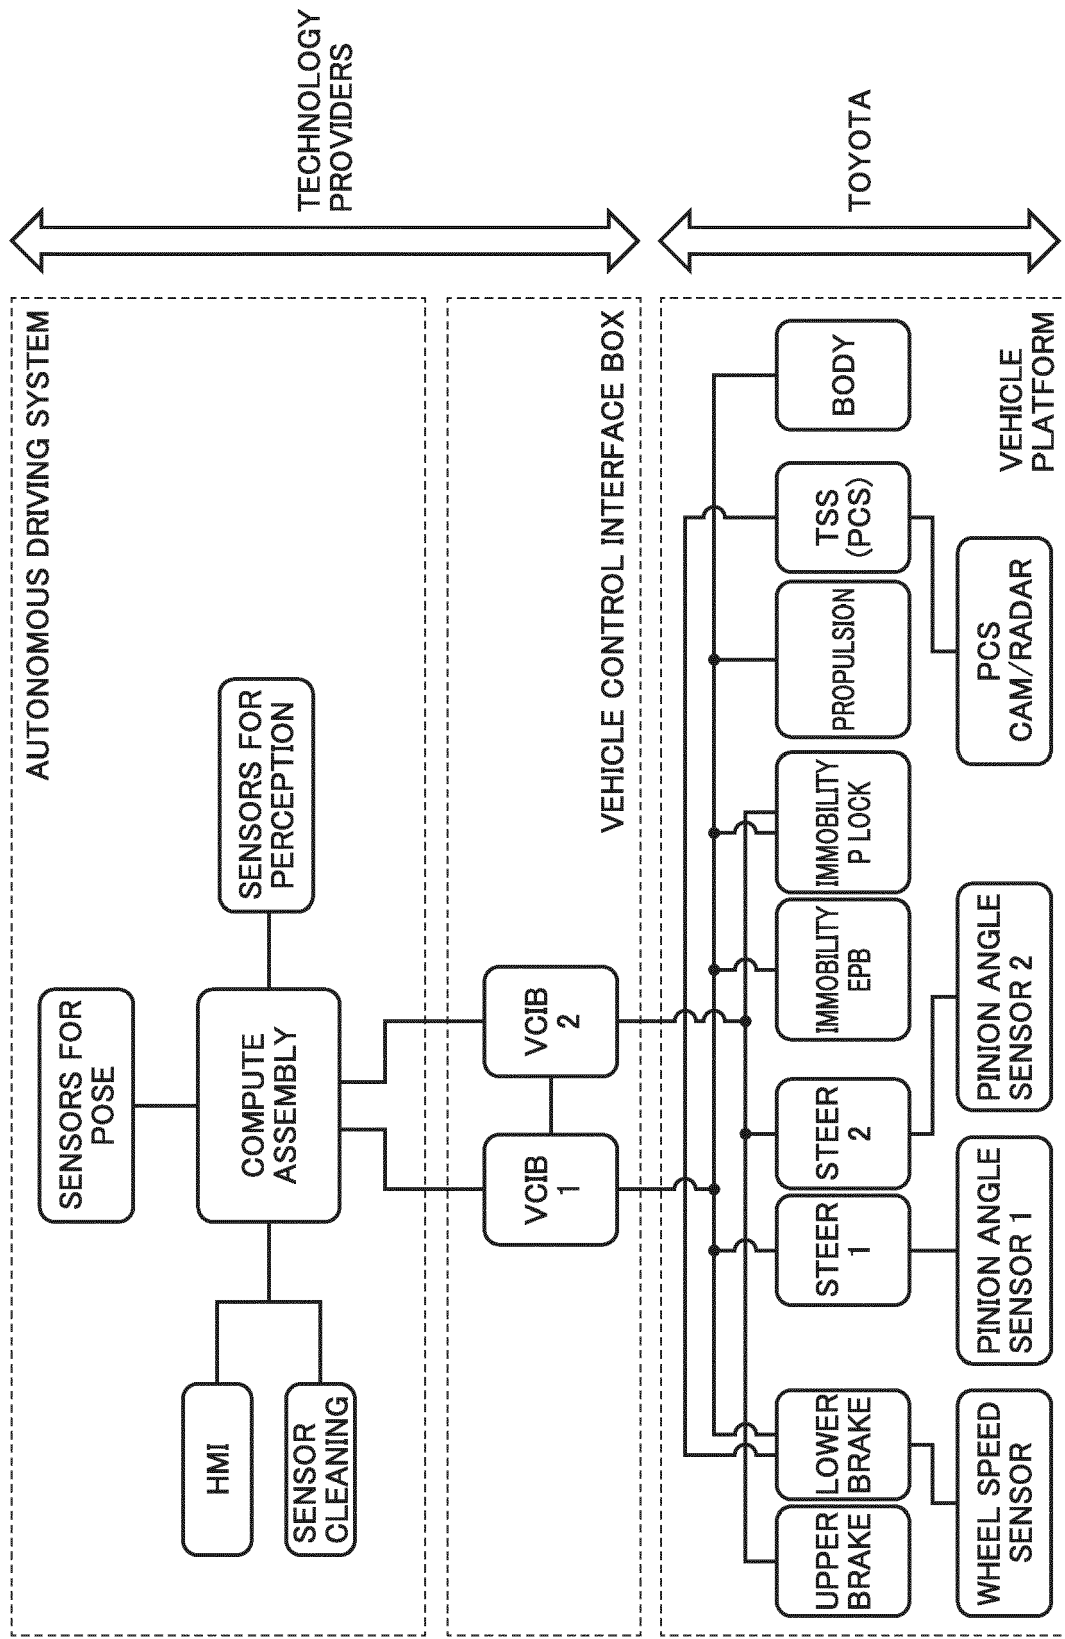 TECHNOLOGY
PROVIDERS
TOYOTA
AUTONOMOUS DRIVING SYSTEM
SENSORS FOR
POSE
COMPUTE
ASSEMBLY
SENSORS FOR
PERCEPTION
HMI
SENSOR
CLEANING
VEHICLE CONTROL INTERFACE BOX
VCIB
1
VCIB
2
UPPER
BRAKE
LOWER
BRAKE
STEER
1
STEER
2
IMMOBILITY
EPB
IMMOBILITY
P LOCK
PROPULSION
TSS
(PCS)
BODY
WHEEL SPEED
SENSOR
PINION ANGLE
SENSOR 1
PINION ANGLE
SENSOR 2
PCS
CAM/RADAR
VEHICLE
PLATFORM